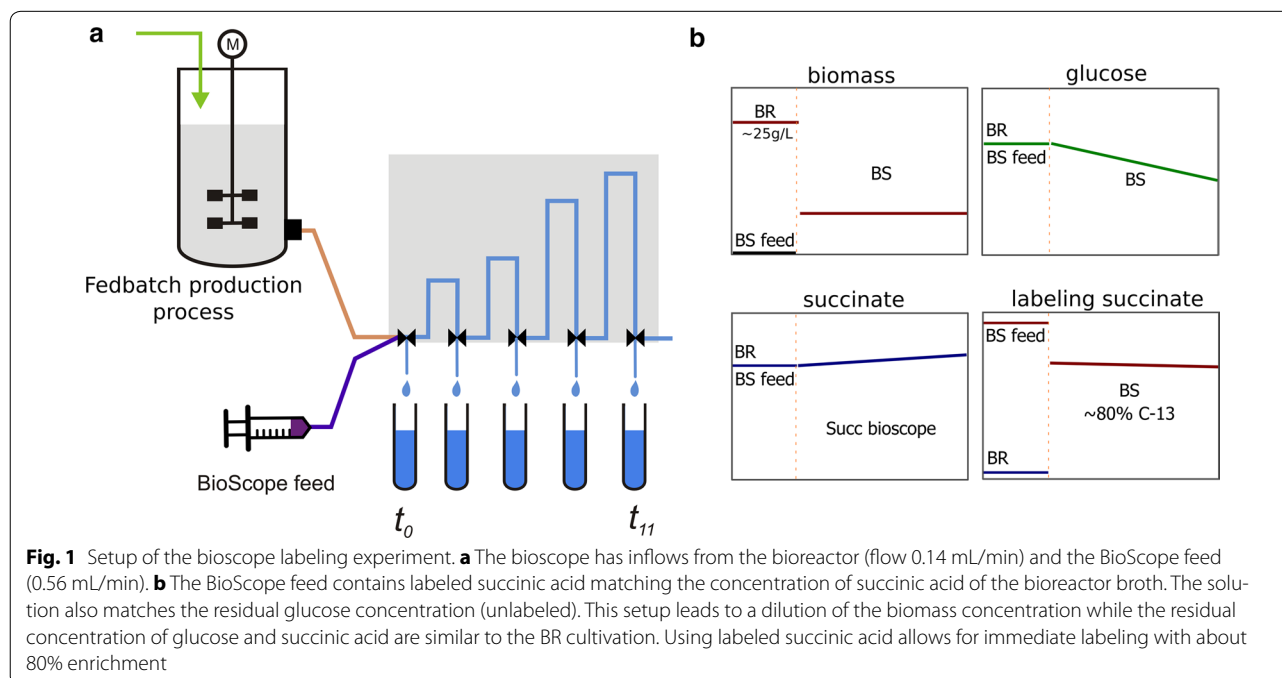 a
M
Fedbatch production
process
BioScope feed
t0
t11
b
biomass
BR
~25g/L
BS
BS feed
glucose
BR
BS feed
BS
succinate
BR
BS feed
Succ bioscope
labeling succinate
BS feed
BS
~80% C-13
BR
Fig. 1 Setup of the bioscope labeling experiment. a The bioscope has inflows from the bioreactor (flow 0.14 mL/min) and the BioScope feed
(0.56 mL/min). b The BioScope feed contains labeled succinic acid matching the concentration of succinic acid of the bioreactor broth. The solu-
tion also matches the residual glucose concentration (unlabeled). This setup leads to a dilution of the biomass concentration while the residual
concentration of glucose and succinic acid are similar to the BR cultivation. Using labeled succinic acid allows for immediate labeling with about
80% enrichment